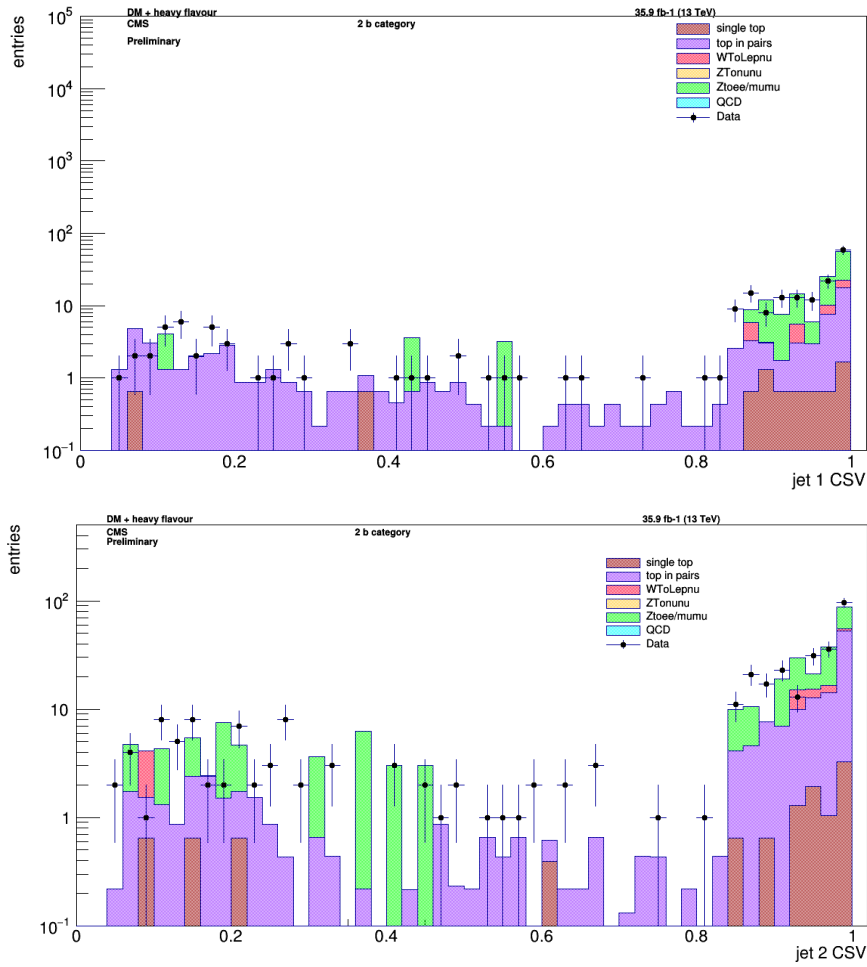 DM + heavy flavour 35.9 fb-1 (13 TeV)
CMS 2 b category
Preliminary
entries
single top
top in pairs
WToLepnu
ZTonunu
Ztoee/mumu
QCD
Data
10^5
10^4
10^3
10^2
10
1
10^-1
0 0.2 0.4 0.6 0.8 1
jet 1 CSV
DM + heavy flavour 35.9 fb-1 (13 TeV)
CMS 2 b category
Preliminary
entries
single top
top in pairs
WToLepnu
ZTonunu
Ztoee/mumu
QCD
Data
10^2
10
1
10^-1
0 0.2 0.4 0.6 0.8 1
jet 2 CSV